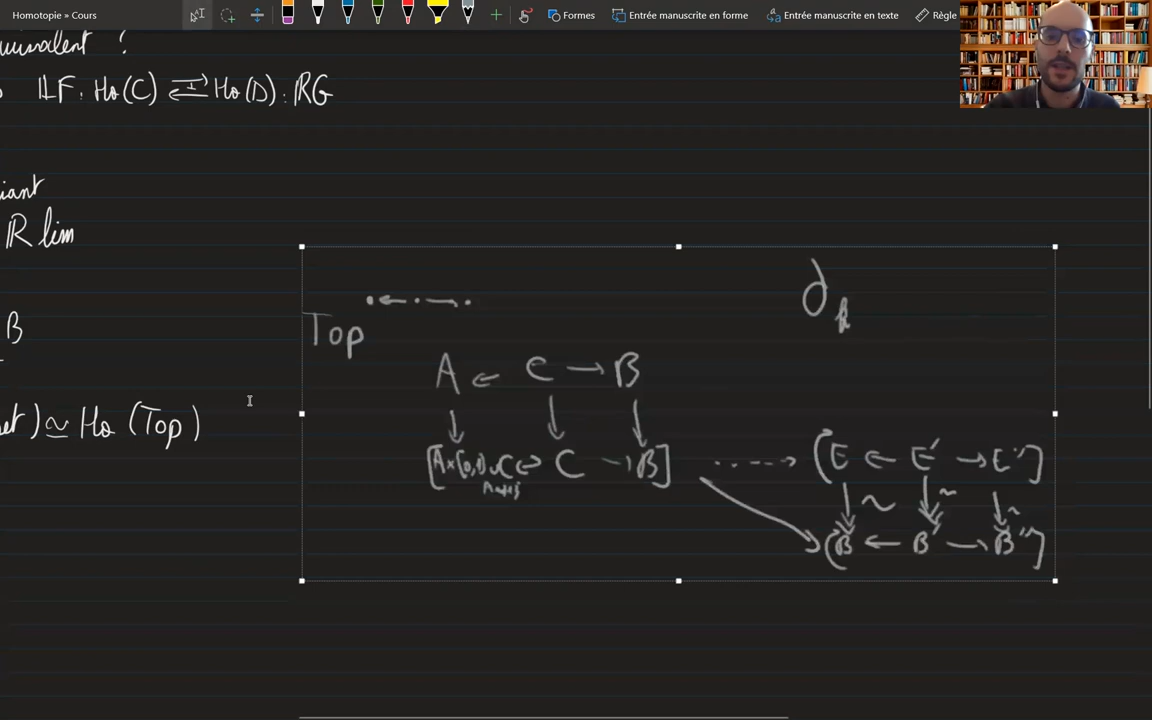 Homotopie » Cours
Formes
Entrée manuscrite en forme
Entrée manuscrite en texte
Règle
?
𝕃F : Ho(C) ⇄ Ho(D) : ℝG
iant
ℝ lim
B
et) ≃ Ho (Top)
• ← • → •
Top
A ← C → B
[A×[0,1] ∪ C ↩ C → B]
(E ← E' → E'')
~ ~ ~
(B ← B' → B'')